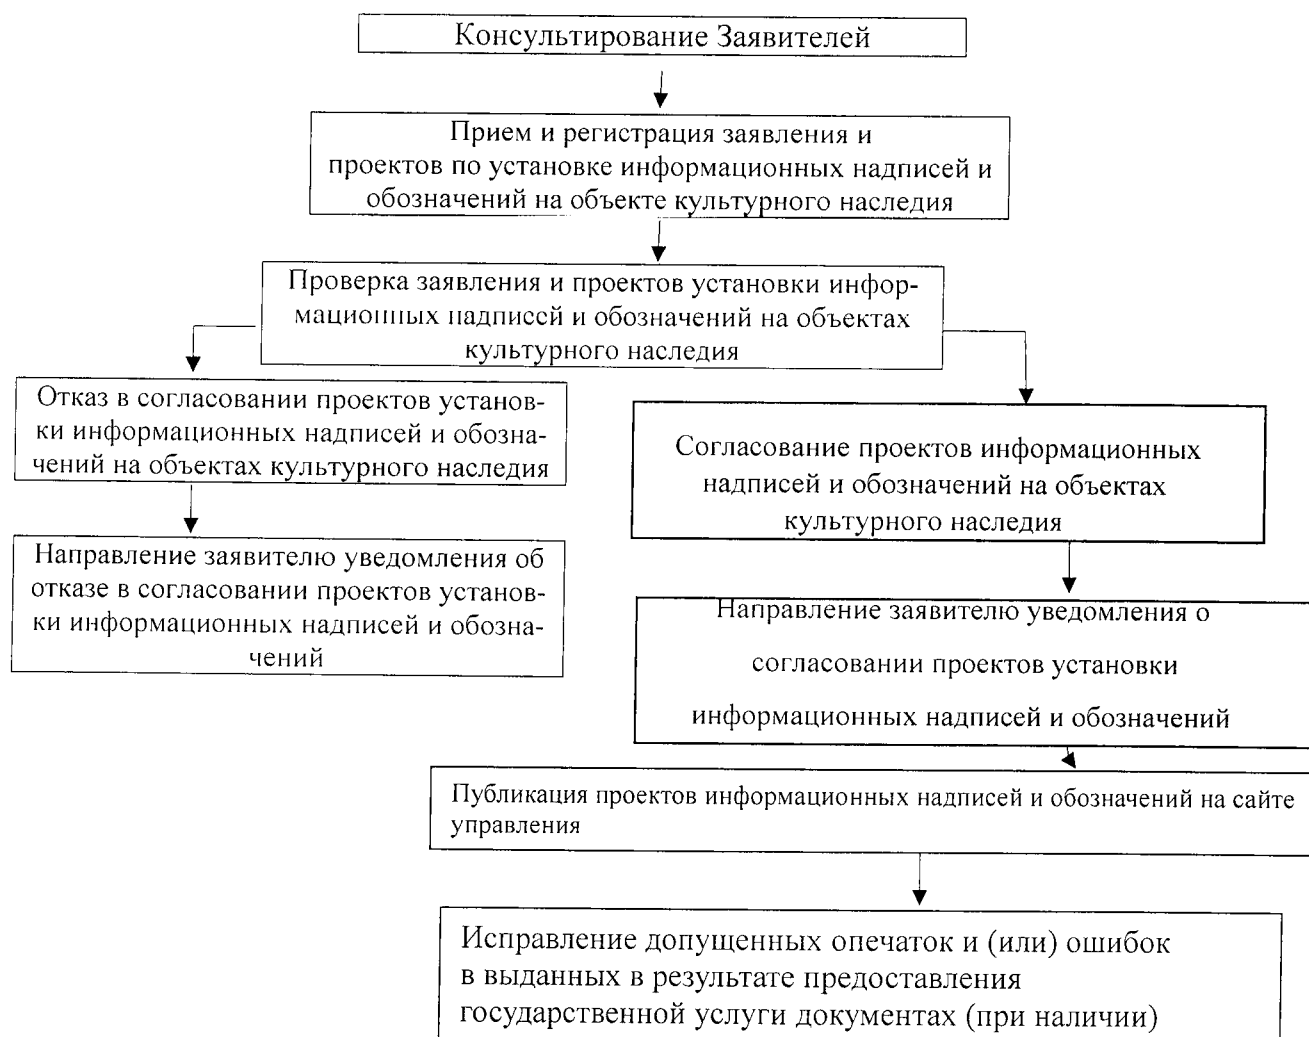 Консультирование Заявителей
Прием и регистрация заявления и
проектов по установке информационных надписей и
обозначений на объекте культурного наследия
Проверка заявления и проектов установки инфор-
мационных надписей и обозначений на объектах
культурного наследия
Отказ в согласовании проектов установ-
ки информационных надписей и обозна-
чений на объектах культурного наследия
Направление заявителю уведомления об
отказе в согласовании проектов установ-
ки информационных надписей и обозна-
чений
Согласование проектов информационных
надписей и обозначений на объектах
культурного наследия
Направление заявителю уведомления о
согласовании проектов установки
информационных надписей и обозначений
Публикация проектов информационных надписей и обозначений на сайте
управления
Исправление допущенных опечаток и (или) ошибок
в выданных в результате предоставления
государственной услуги документах (при наличии)